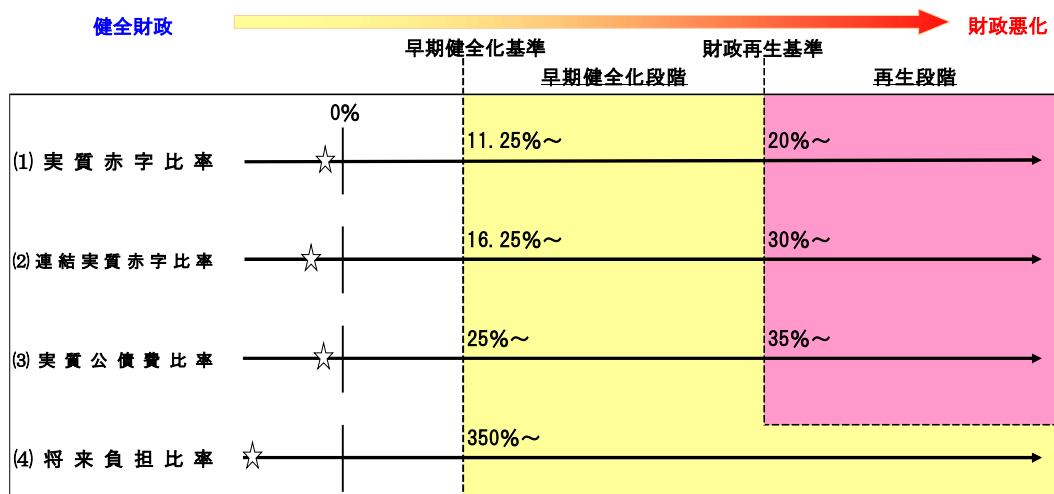 健全財政
財政悪化
早期健全化基準
財政再生基準
早期健全化段階
再生段階
0%
⑴ 実質赤字比率
11.25%～
20%～
⑵ 連結実質赤字比率
16.25%～
30%～
⑶ 実質公債費比率
25%～
35%～
⑷ 将来負担比率
350%～